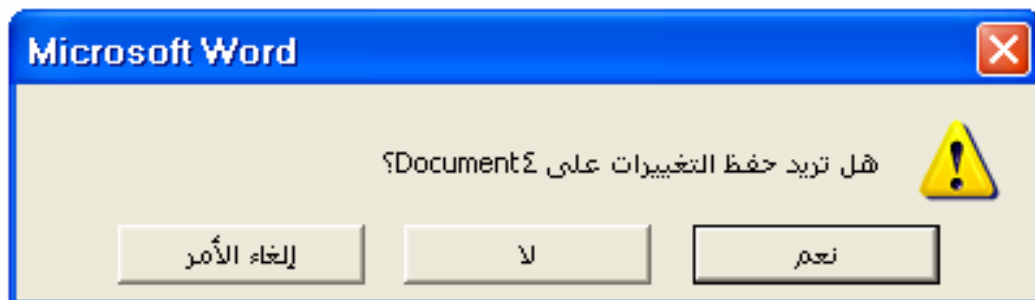 Microsoft Word
هل تريد حفظ التغييرات على Document٤؟
نعم
لا
إلغاء الأمر